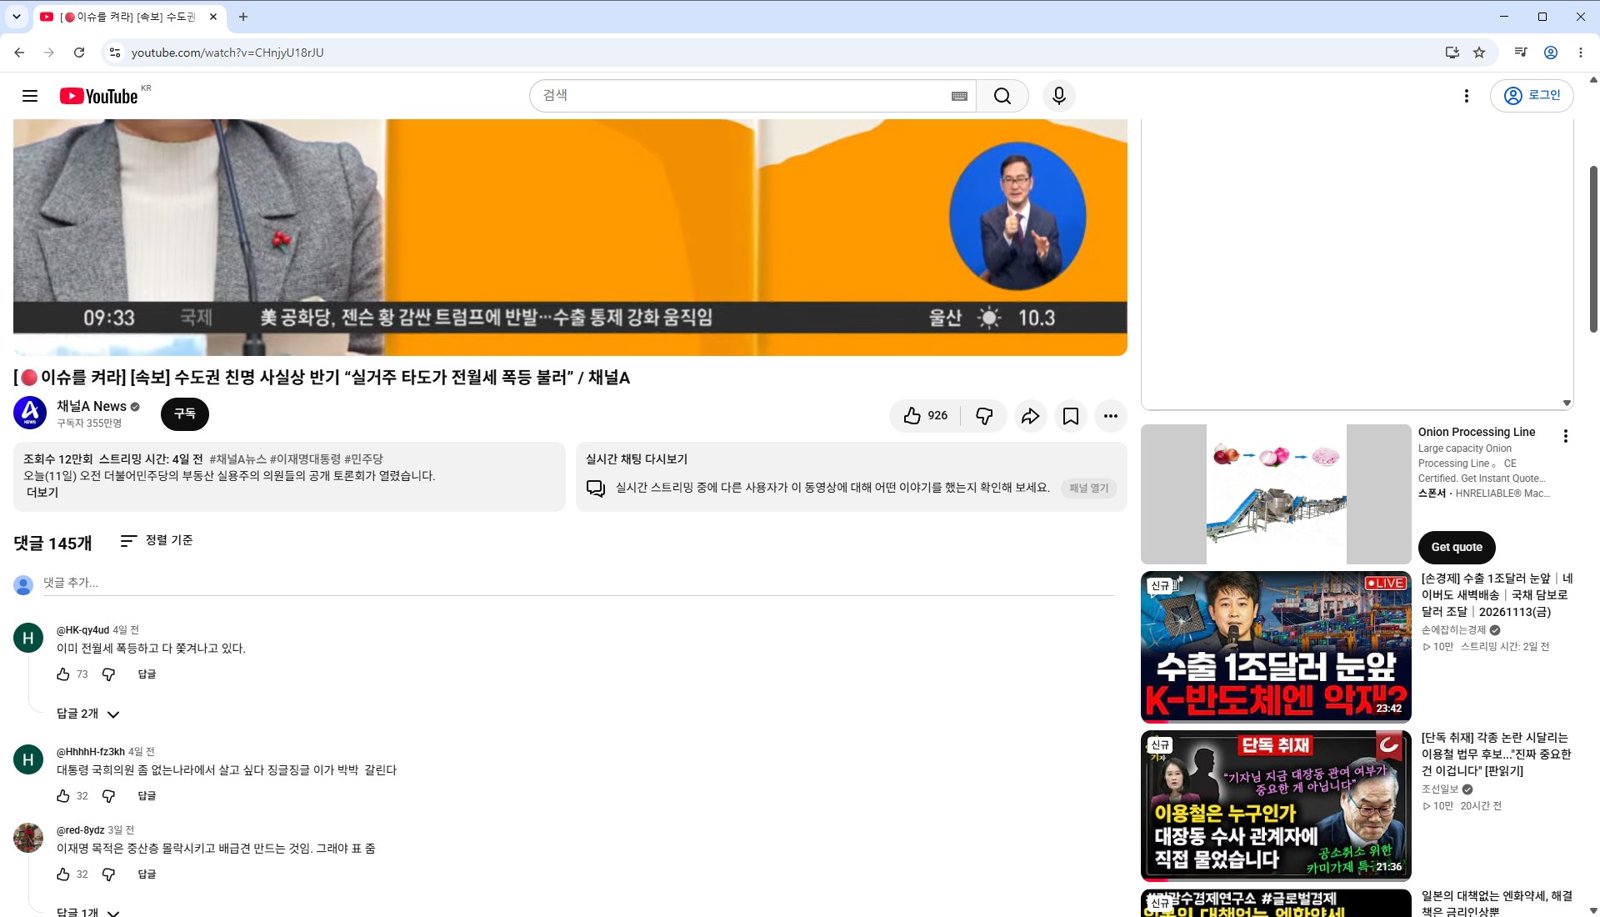 [🔴이슈를 켜라] [속보] 수도권
youtube.com/watch?v=CHnjyU18rJU
YouTube KR
검색
로그인
09:33 국제 美 공화당, 젠슨 황 감싼 트럼프에 반발…수출 통제 강화 움직임 울산 10.3
[🔴이슈를 켜라] [속보] 수도권 친명 사실상 반기 “실거주 타도가 전월세 폭등 불러” / 채널A
채널A News
구독자 355만명
구독
926
조회수 12만회 스트리밍 시간: 4일 전 #채널A뉴스 #이재명대통령 #민주당
오늘(11일) 오전 더불어민주당의 부동산 실용주의 의원들의 공개 토론회가 열렸습니다.
더보기
실시간 채팅 다시보기
실시간 스트리밍 중에 다른 사용자가 이 동영상에 대해 어떤 이야기를 했는지 확인해 보세요.
패널 열기
댓글 145개
정렬 기준
댓글 추가...
H
@HK-qy4ud 4일 전
이미 전월세 폭등하고 다 쫓겨나고 있다.
73 답글
답글 2개
H
@HhhhH-fz3kh 4일 전
대통령 국희의원 좀 없는나라에서 살고 싶다 징글징글 이가 박박 갈린다
32 답글
@red-8ydz 3일 전
이재명 목적은 중산층 몰락시키고 배급견 만드는 것임. 그래야 표 줌
32 답글
답글 1개
Onion Processing Line
Large capacity Onion
Processing Line 。 CE
Certified. Get Instant Quote…
스폰서 · HNRELIABLE® Mac…
Get quote
신규
LIVE
수출 1조달러 눈앞
K-반도체엔 악재?
23:42
[손경제] 수출 1조달러 눈앞｜네
이버도 새벽배송｜국채 담보로
달러 조달｜20261113(금)
손에잡히는경제
10만 스트리밍 시간: 2일 전
신규
단독 취재
“기자님 지금 대장동 관여 여부가
중요한 게 아닙니다”
이용철은 누구인가
대장동 수사 관계자에
직접 물었습니다
공소취소 위한
21:36
[단독 취재] 각종 논란 시달리는
이용철 법무 후보..."진짜 중요한
건 이겁니다" [판읽기]
조선일보
10만 20시간 전
신규
#글로벌경제
일본의 대책없는 엔화약세, 해결
책은 금리인상뿐